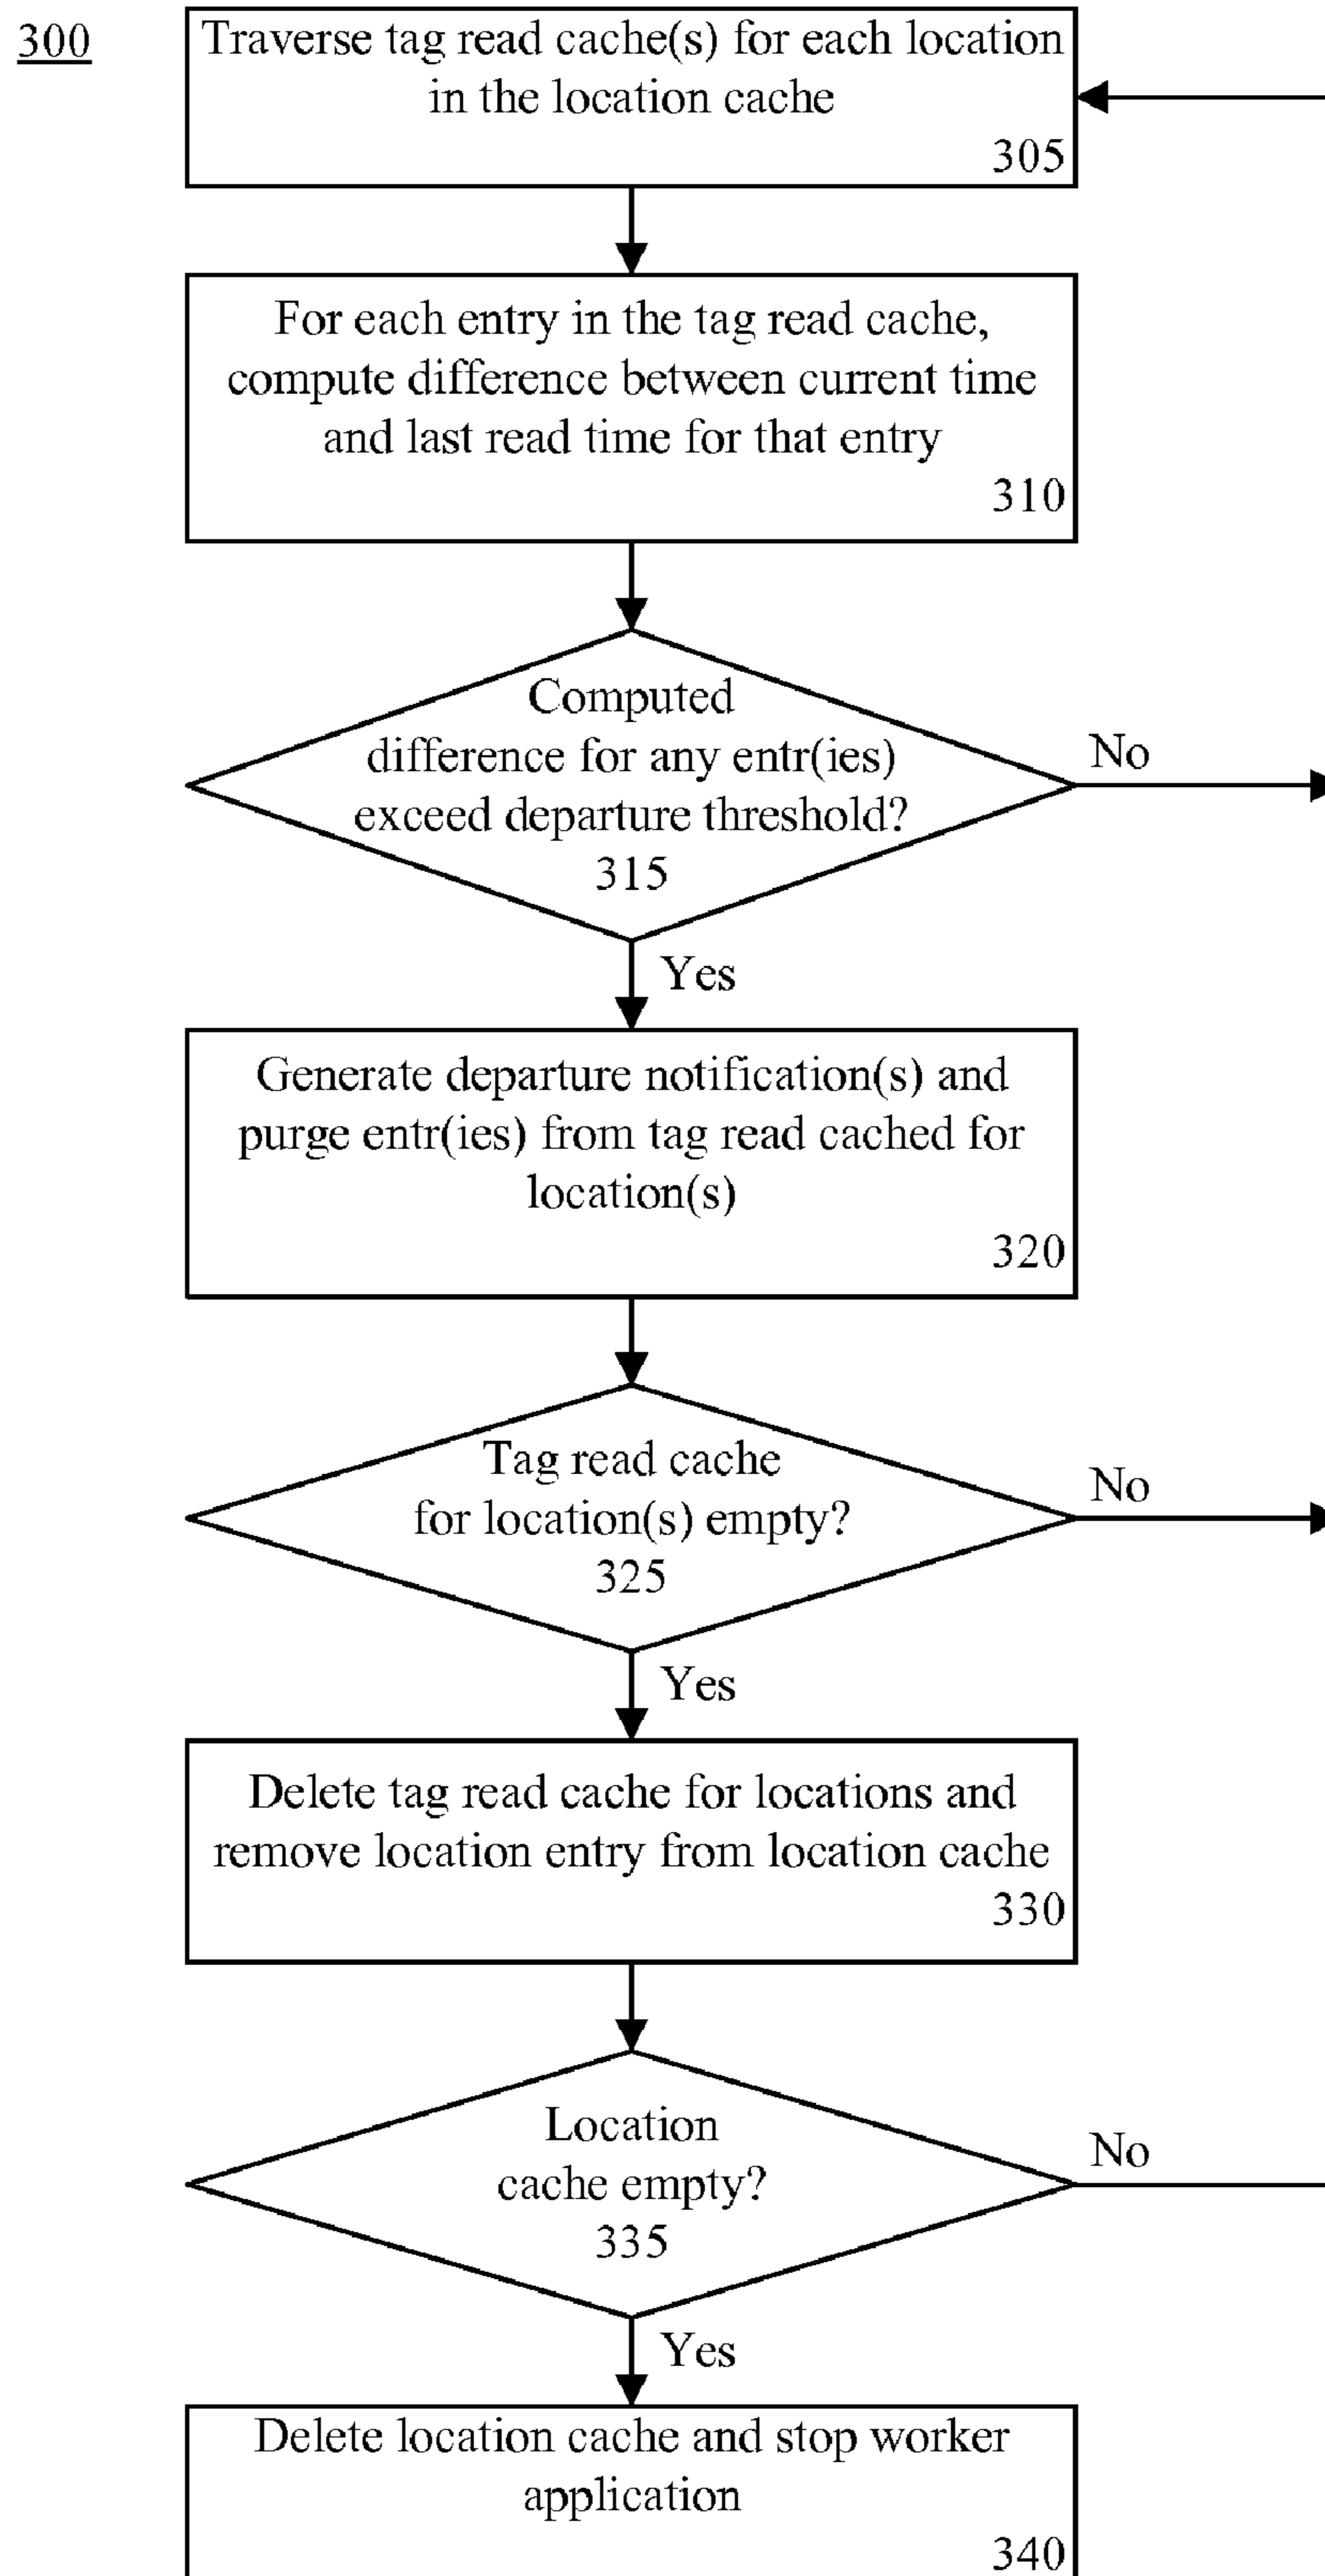 300
Traverse tag read cache(s) for each location
in the location cache
305
For each entry in the tag read cache,
compute difference between current time
and last read time for that entry
310
Computed
difference for any entr(ies)
exceed departure threshold?
315
No
Yes
Generate departure notification(s) and
purge entr(ies) from tag read cached for
location(s)
320
Tag read cache
for location(s) empty?
325
No
Yes
Delete tag read cache for locations and
remove location entry from location cache
330
Location
cache empty?
335
No
Yes
Delete location cache and stop worker
application
340